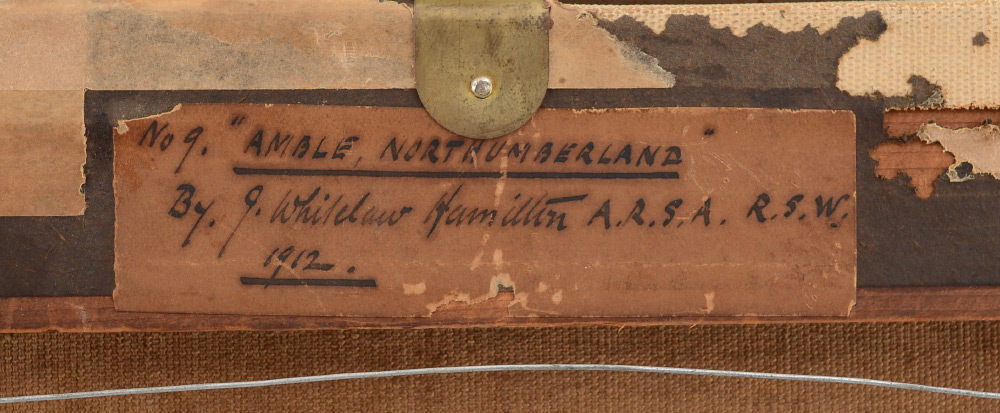 No 9. "AMBLE, NORTHUMBERLAND"
By. J. Whitelaw Hamilton A.R.S.A. R.S.W.
1912.